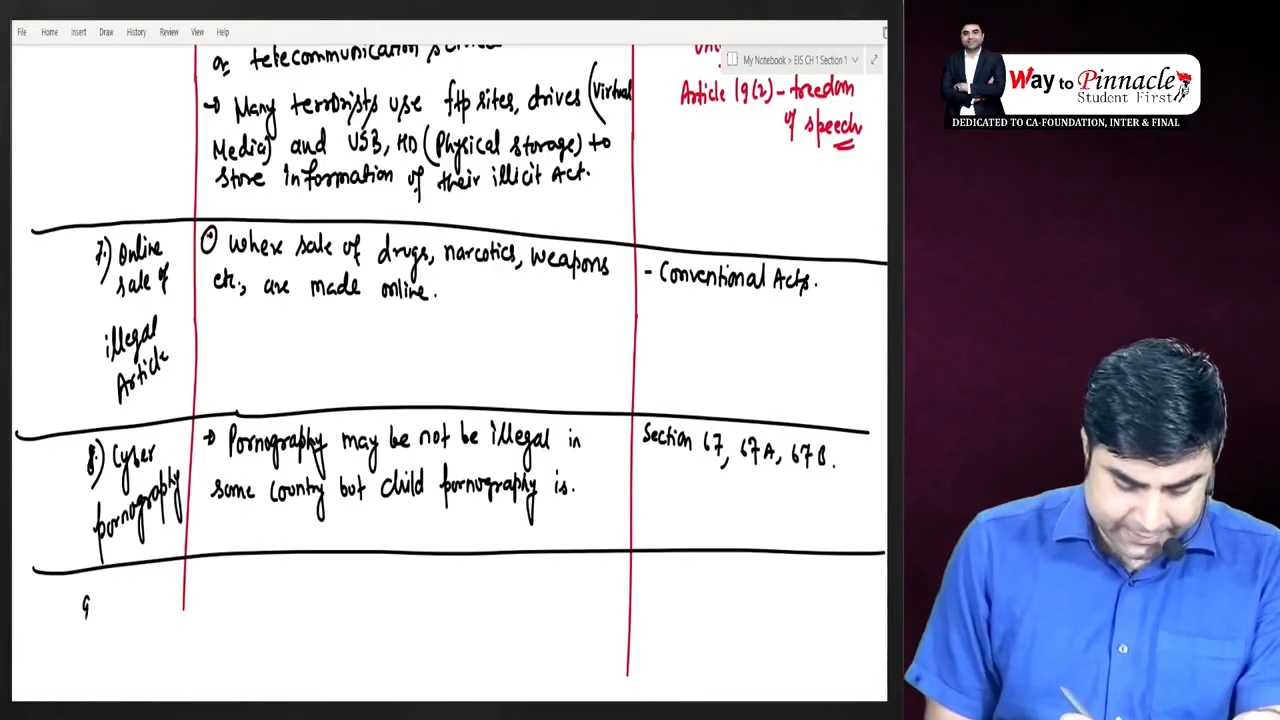 File Home Insert Draw History Review View Help
My Notebook > EIS CH 1 Section 1
or telecommunication services
Article 19(2) - freedom
of speech
→ Many terrorists use ftp sites, drives (Virtual
Media) and USB, HD (Physical storage) to
store information of their illicit Act.
7.) Online
sale of
illegal
Article
Where sale of drugs, narcotics, weapons
etc., are made online.
- Conventional Acts.
8.) Cyber
pornography
→ Pornography may be not be illegal in
some country but child pornography is.
Section 67, 67A, 67B.
9
Way to Pinnacle
Student First
DEDICATED TO CA-FOUNDATION, INTER & FINAL